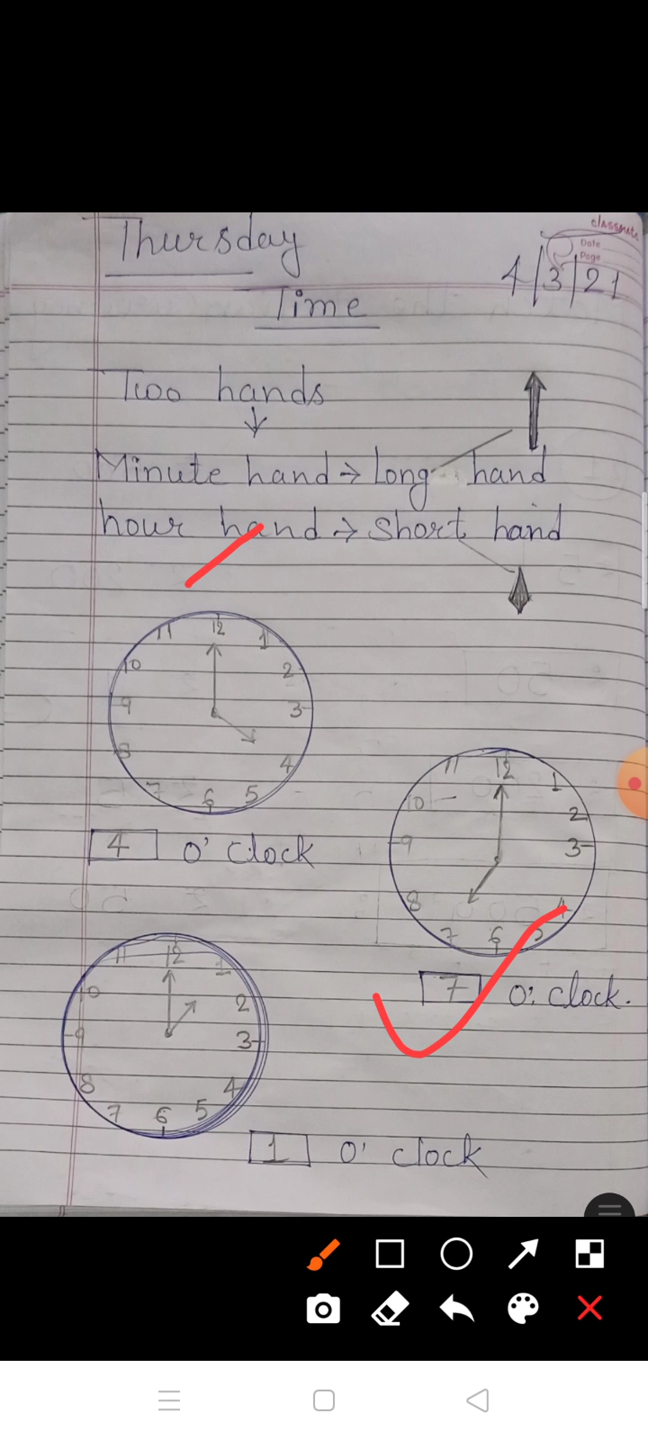 classmate
Date
Page
Thursday
4/3/21
Time
Two hands
Minute hand → Long hand
hour hand → Short hand
11 12 1
10 2
9 3
8 4
7 6 5
4 O' Clock
11 12 1
10 2
9 3
8 4
7 6 5
7 O' clock.
11 12 1
10 2
9 3
8 4
7 6 5
1 O' clock